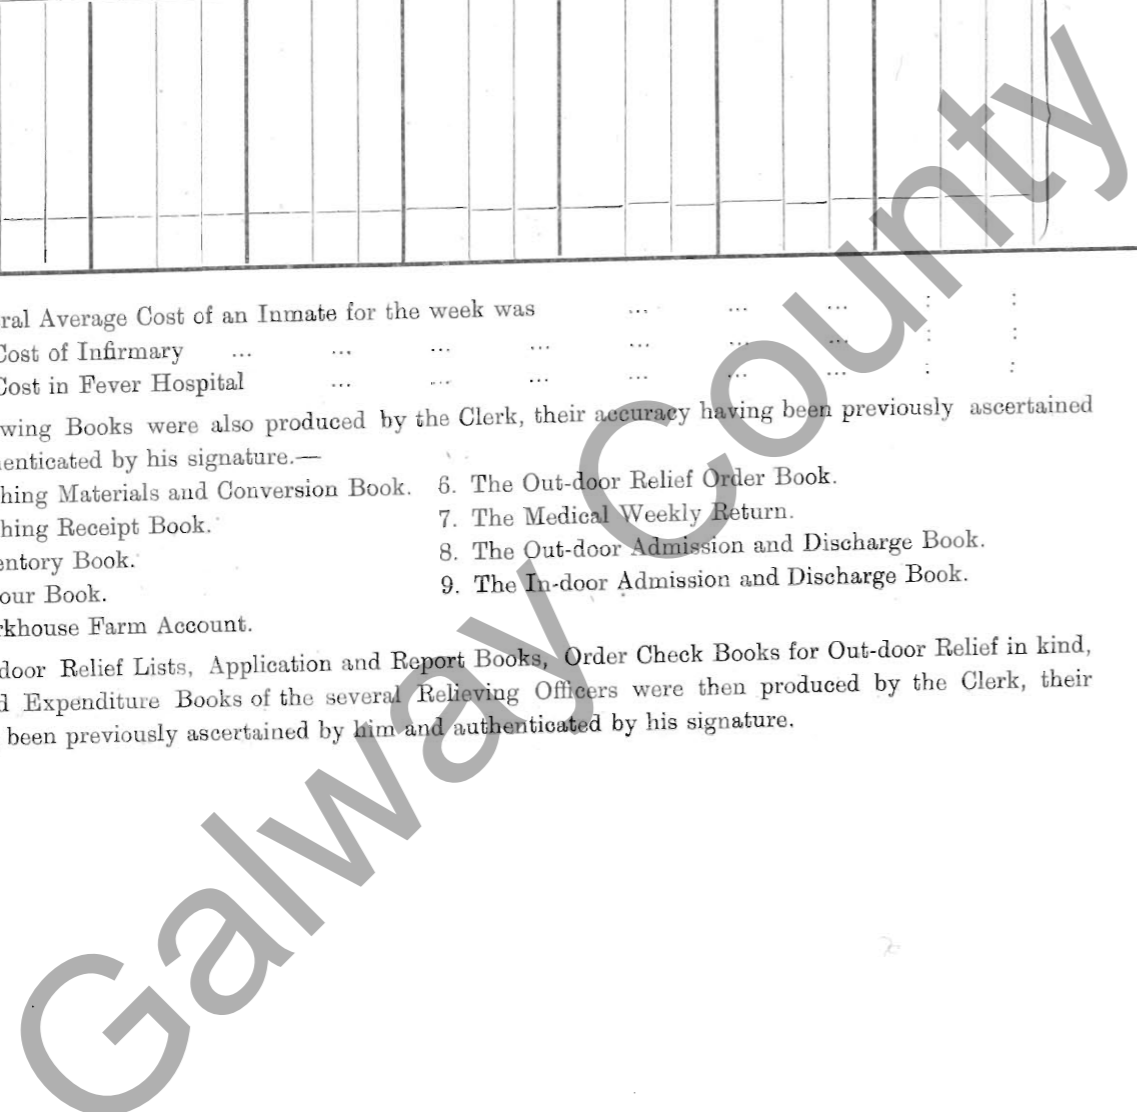 ral Average Cost of an Inmate for the week was ... ... ... : :
Cost of Infirmary ... ... ... ... ... ... ... : :
Cost in Fever Hospital ... ... ... ... ... ... : :
wing Books were also produced by the Clerk, their accuracy having been previously ascertained
enticated by his signature.—
hing Materials and Conversion Book.
hing Receipt Book.
entory Book.
our Book.
rkhouse Farm Account.
6. The Out-door Relief Order Book.
7. The Medical Weekly Return.
8. The Out-door Admission and Discharge Book.
9. The In-door Admission and Discharge Book.
door Relief Lists, Application and Report Books, Order Check Books for Out-door Relief in kind,
d Expenditure Books of the several Relieving Officers were then produced by the Clerk, their
been previously ascertained by him and authenticated by his signature.
Galway County